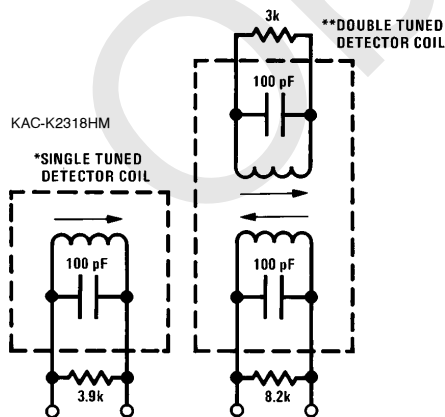 3k
**DOUBLE TUNED
DETECTOR COIL
100 pF
KAC-K2318HM
*SINGLE TUNED
DETECTOR COIL
100 pF
100 pF
3.9k
8.2k